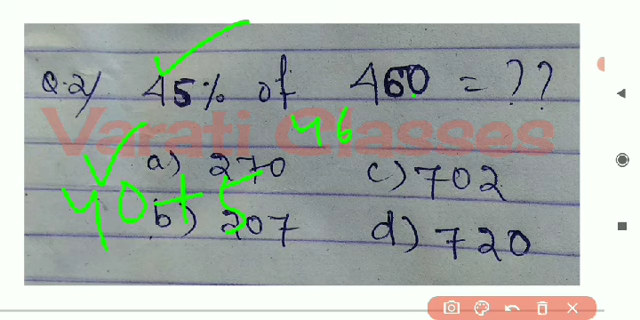 Q.2/ 45% of 460 = ??
46
Varati Classes
a) 270 c) 702
40+5
b) 207 d) 720